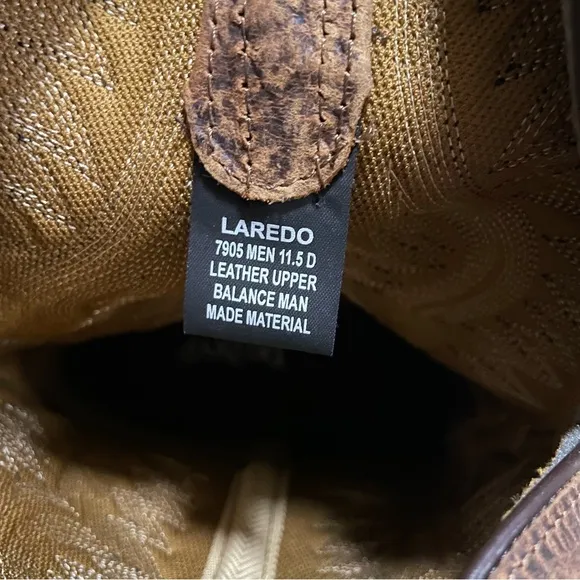 LAREDO
7905 MEN 11.5 D
LEATHER UPPER
BALANCE MAN
MADE MATERIAL